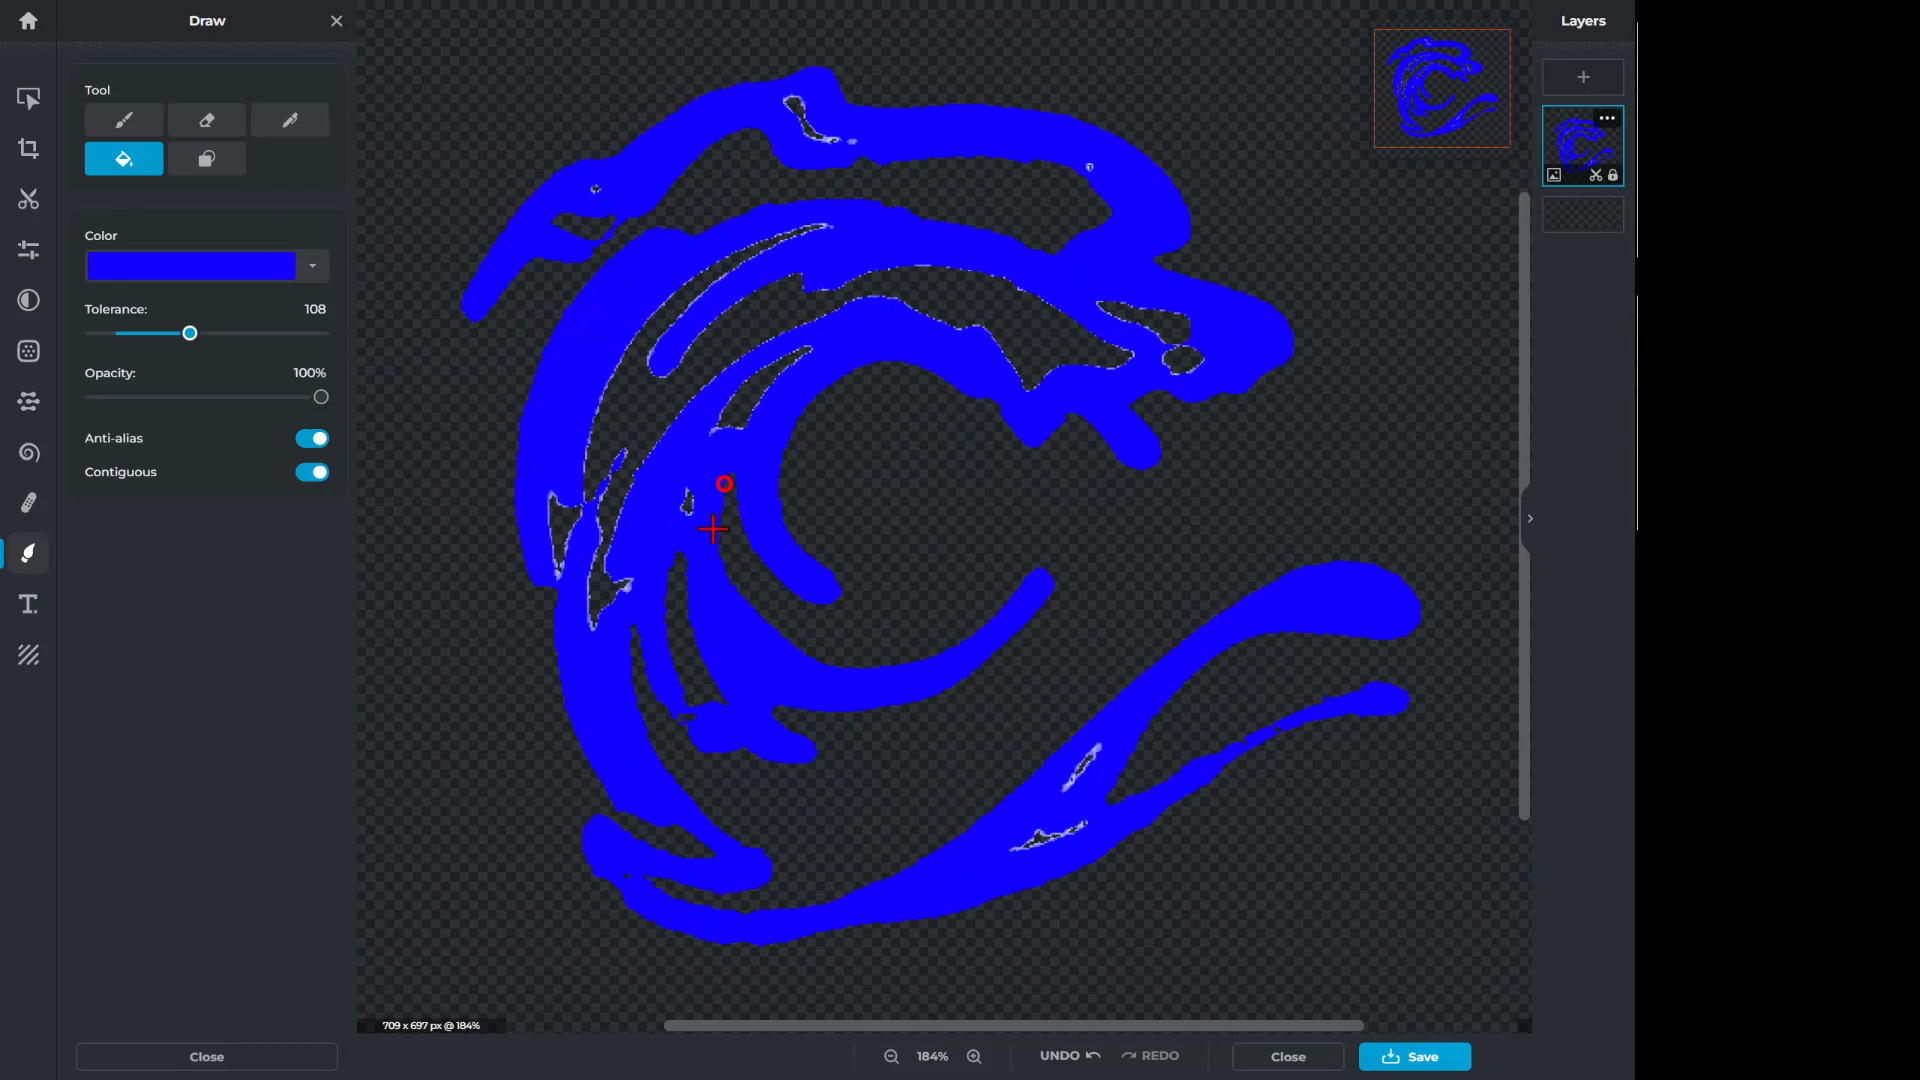 Draw
Layers
Tool
Color
Tolerance: 108
Opacity: 100%
Anti-alias
Contiguous
709 x 697 px @ 184%
Close
184%
UNDO
REDO
Close
Save